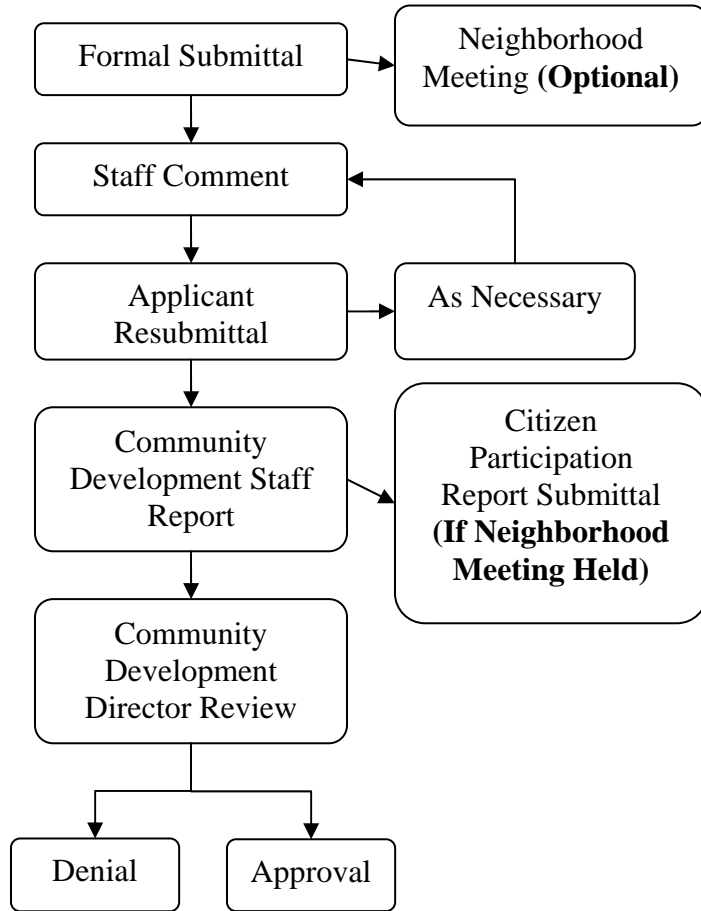 Formal Submittal
Neighborhood
Meeting (Optional)
Staff Comment
Applicant
Resubmittal
As Necessary
Community
Development Staff
Report
Citizen
Participation
Report Submittal
(If Neighborhood
Meeting Held)
Community
Development
Director Review
Denial
Approval